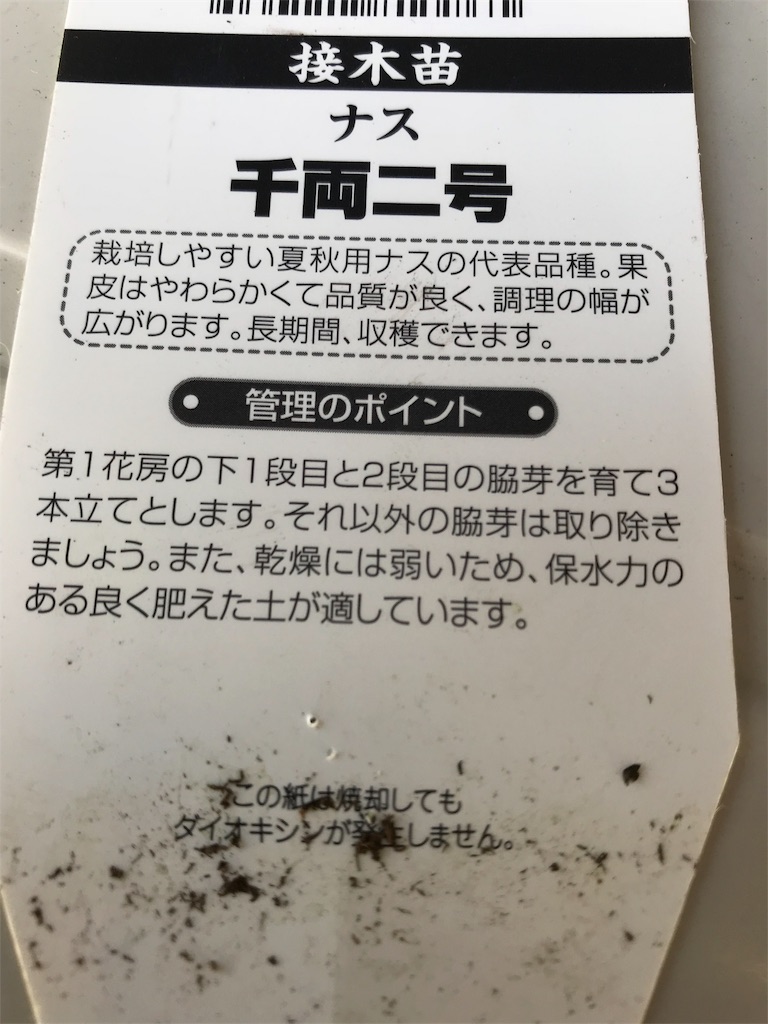 接木苗
ナス
千両二号
栽培しやすい夏秋用ナスの代表品種。果
皮はやわらかくて品質が良く、調理の幅が
広がります。長期間、収穫できます。
管理のポイント
第1花房の下1段目と2段目の脇芽を育て3
本立てとします。それ以外の脇芽は取り除き
ましょう。また、乾燥には弱いため、保水力の
ある良く肥えた土が適しています。
この紙は焼却しても
ダイオキシンが発生しません。